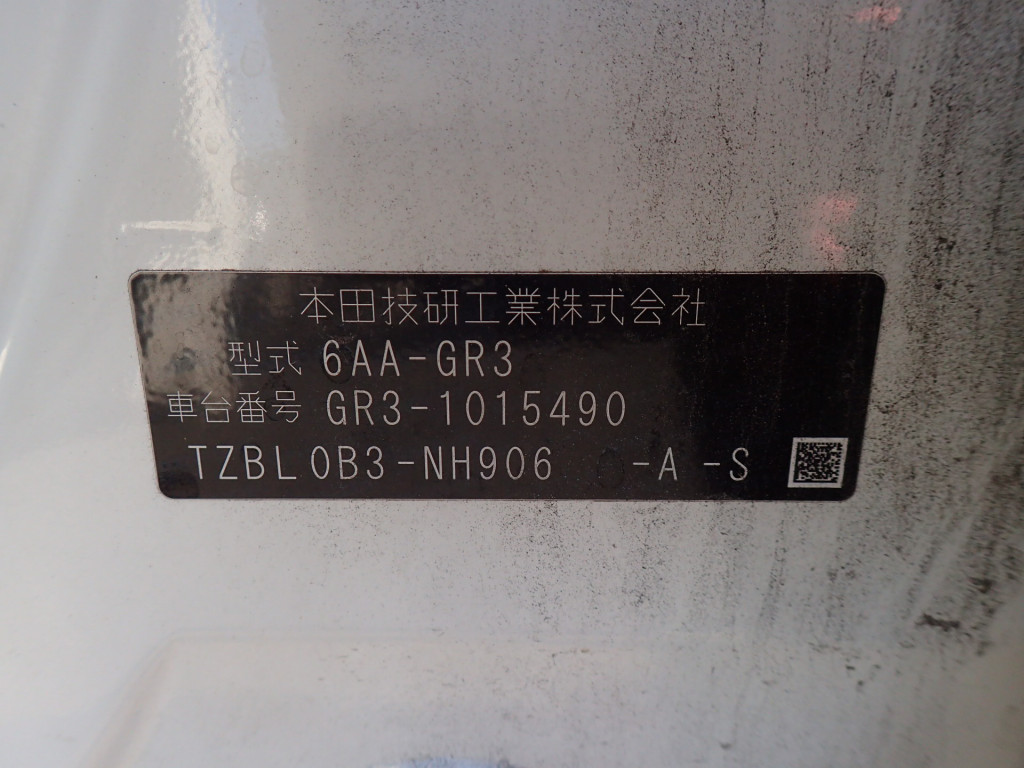 本田技研工業株式会社
型式 6AA-GR3
車台番号 GR3-1015490
TZBL0B3-NH906 -A -S